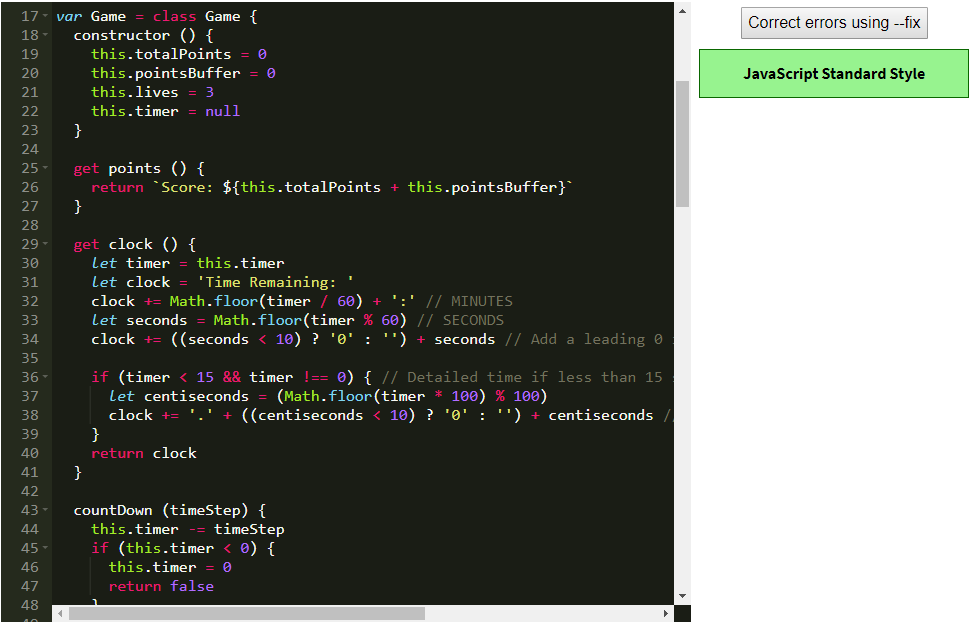 17 var Game = class Game {
18 constructor () {
19 this.totalPoints = 0
20 this.pointsBuffer = 0
21 this.lives = 3
22 this.timer = null
23 }
24
25 get points () {
26 return `Score: ${this.totalPoints + this.pointsBuffer}`
27 }
28
29 get clock () {
30 let timer = this.timer
31 let clock = 'Time Remaining: '
32 clock += Math.floor(timer / 60) + ':' // MINUTES
33 let seconds = Math.floor(timer % 60) // SECONDS
34 clock += ((seconds < 10) ? '0' : '') + seconds // Add a leading 0
35
36 if (timer < 15 && timer !== 0) { // Detailed time if less than 15
37 let centiseconds = (Math.floor(timer * 100) % 100)
38 clock += '.' + ((centiseconds < 10) ? '0' : '') + centiseconds //
39 }
40 return clock
41 }
42
43 countDown (timeStep) {
44 this.timer -= timeStep
45 if (this.timer < 0) {
46 this.timer = 0
47 return false
48 }
Correct errors using --fix
JavaScript Standard Style